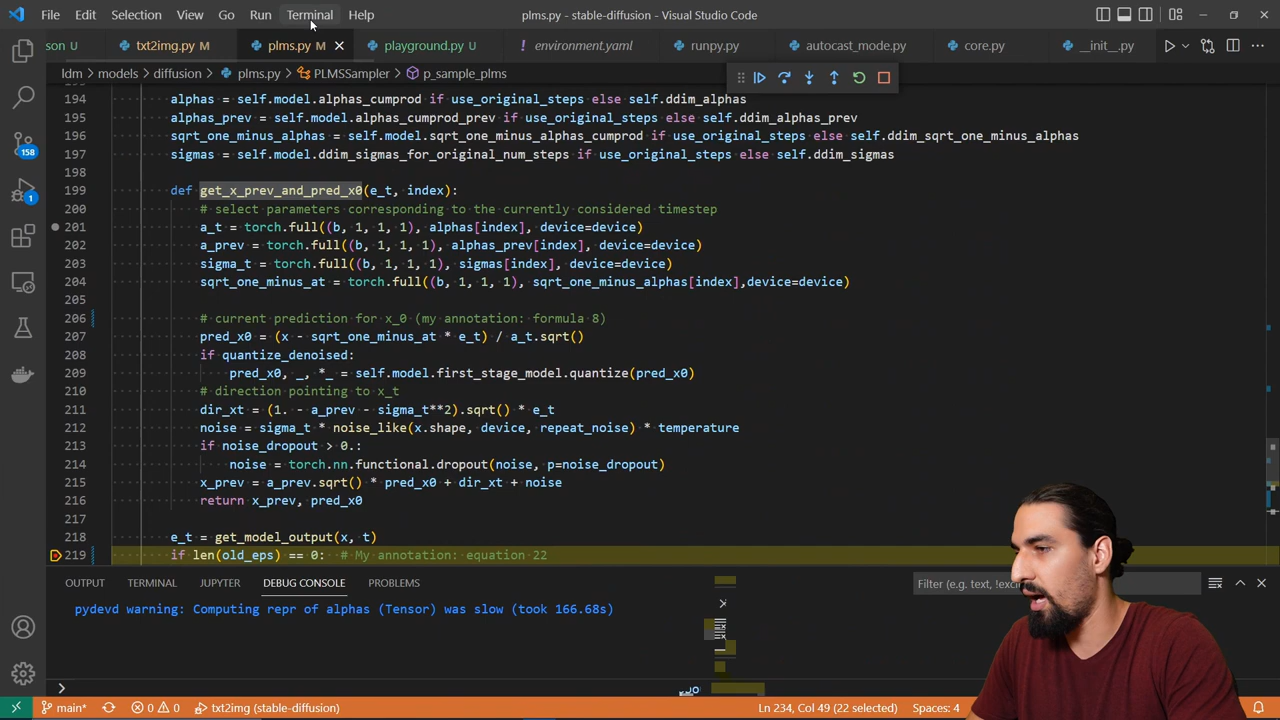 File Edit Selection View Go Run Terminal Help
plms.py - stable-diffusion - Visual Studio Code
son U txt2img.py M plms.py M playground.py U ! environment.yaml runpy.py autocast_mode.py core.py __init__.py
ldm > models > diffusion > plms.py > PLMSSampler > p_sample_plms
194 alphas = self.model.alphas_cumprod if use_original_steps else self.ddim_alphas
195 alphas_prev = self.model.alphas_cumprod_prev if use_original_steps else self.ddim_alphas_prev
196 sqrt_one_minus_alphas = self.model.sqrt_one_minus_alphas_cumprod if use_original_steps else self.ddim_sqrt_one_minus_alphas
197 sigmas = self.model.ddim_sigmas_for_original_num_steps if use_original_steps else self.ddim_sigmas
198
199 def get_x_prev_and_pred_x0(e_t, index):
200 # select parameters corresponding to the currently considered timestep
201 a_t = torch.full((b, 1, 1, 1), alphas[index], device=device)
202 a_prev = torch.full((b, 1, 1, 1), alphas_prev[index], device=device)
203 sigma_t = torch.full((b, 1, 1, 1), sigmas[index], device=device)
204 sqrt_one_minus_at = torch.full((b, 1, 1, 1), sqrt_one_minus_alphas[index],device=device)
205
206 # current prediction for x_0 (my annotation: formula 8)
207 pred_x0 = (x - sqrt_one_minus_at * e_t) / a_t.sqrt()
208 if quantize_denoised:
209 pred_x0, _, *_ = self.model.first_stage_model.quantize(pred_x0)
210 # direction pointing to x_t
211 dir_xt = (1. - a_prev - sigma_t**2).sqrt() * e_t
212 noise = sigma_t * noise_like(x.shape, device, repeat_noise) * temperature
213 if noise_dropout > 0.:
214 noise = torch.nn.functional.dropout(noise, p=noise_dropout)
215 x_prev = a_prev.sqrt() * pred_x0 + dir_xt + noise
216 return x_prev, pred_x0
217
218 e_t = get_model_output(x, t)
219 if len(old_eps) == 0: # My annotation: equation 22
158
1
OUTPUT TERMINAL JUPYTER DEBUG CONSOLE PROBLEMS
Filter (e.g. text, !exclude)
pydevd warning: Computing repr of alphas (Tensor) was slow (took 166.68s)
main* 0 0 txt2img (stable-diffusion)
Ln 234, Col 49 (22 selected) Spaces: 4